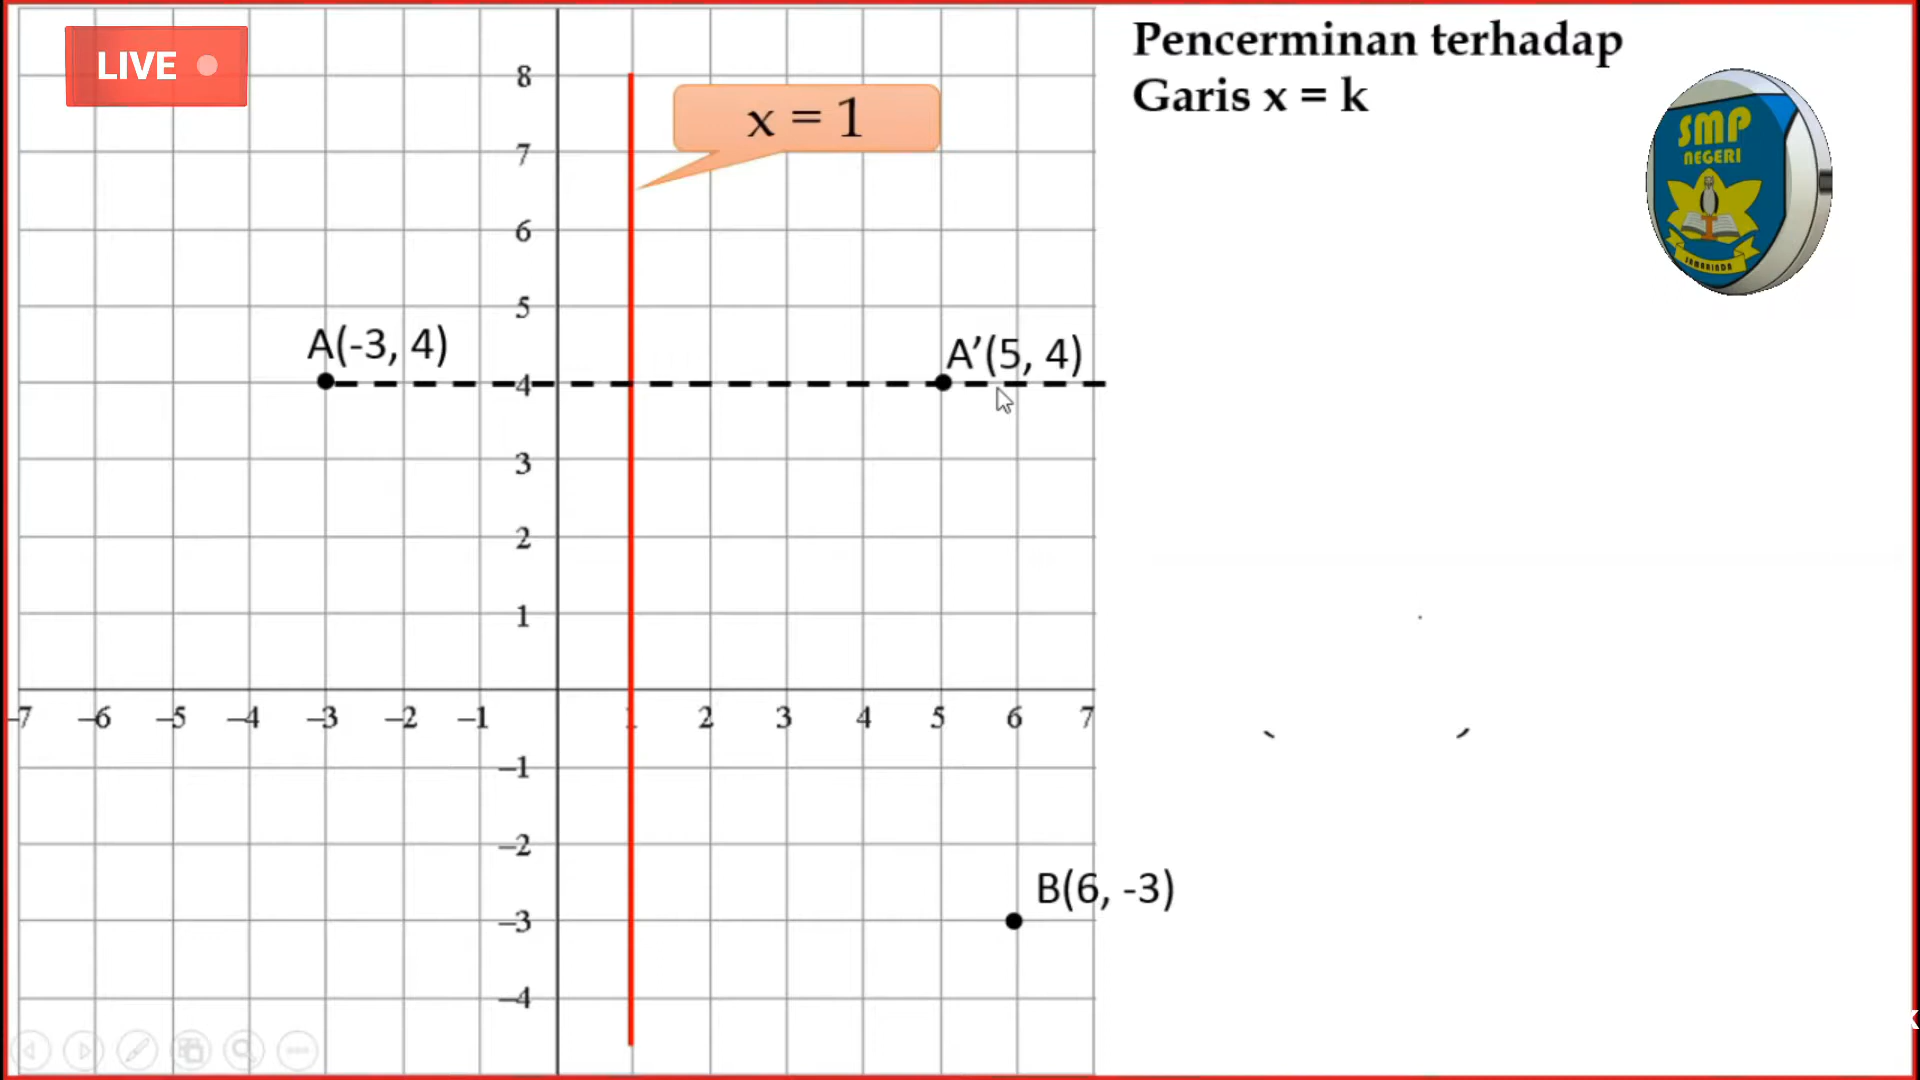 LIVE
Pencerminan terhadap
Garis x = k
SMP
NEGERI
SAMARINDA
x = 1
8
7
6
5
A(-3, 4)
A’(5, 4)
4
3
2
1
–7 –6 –5 –4 –3 –2 –1 1 2 3 4 5 6 7
–1
–2
B(6, -3)
–3
–4